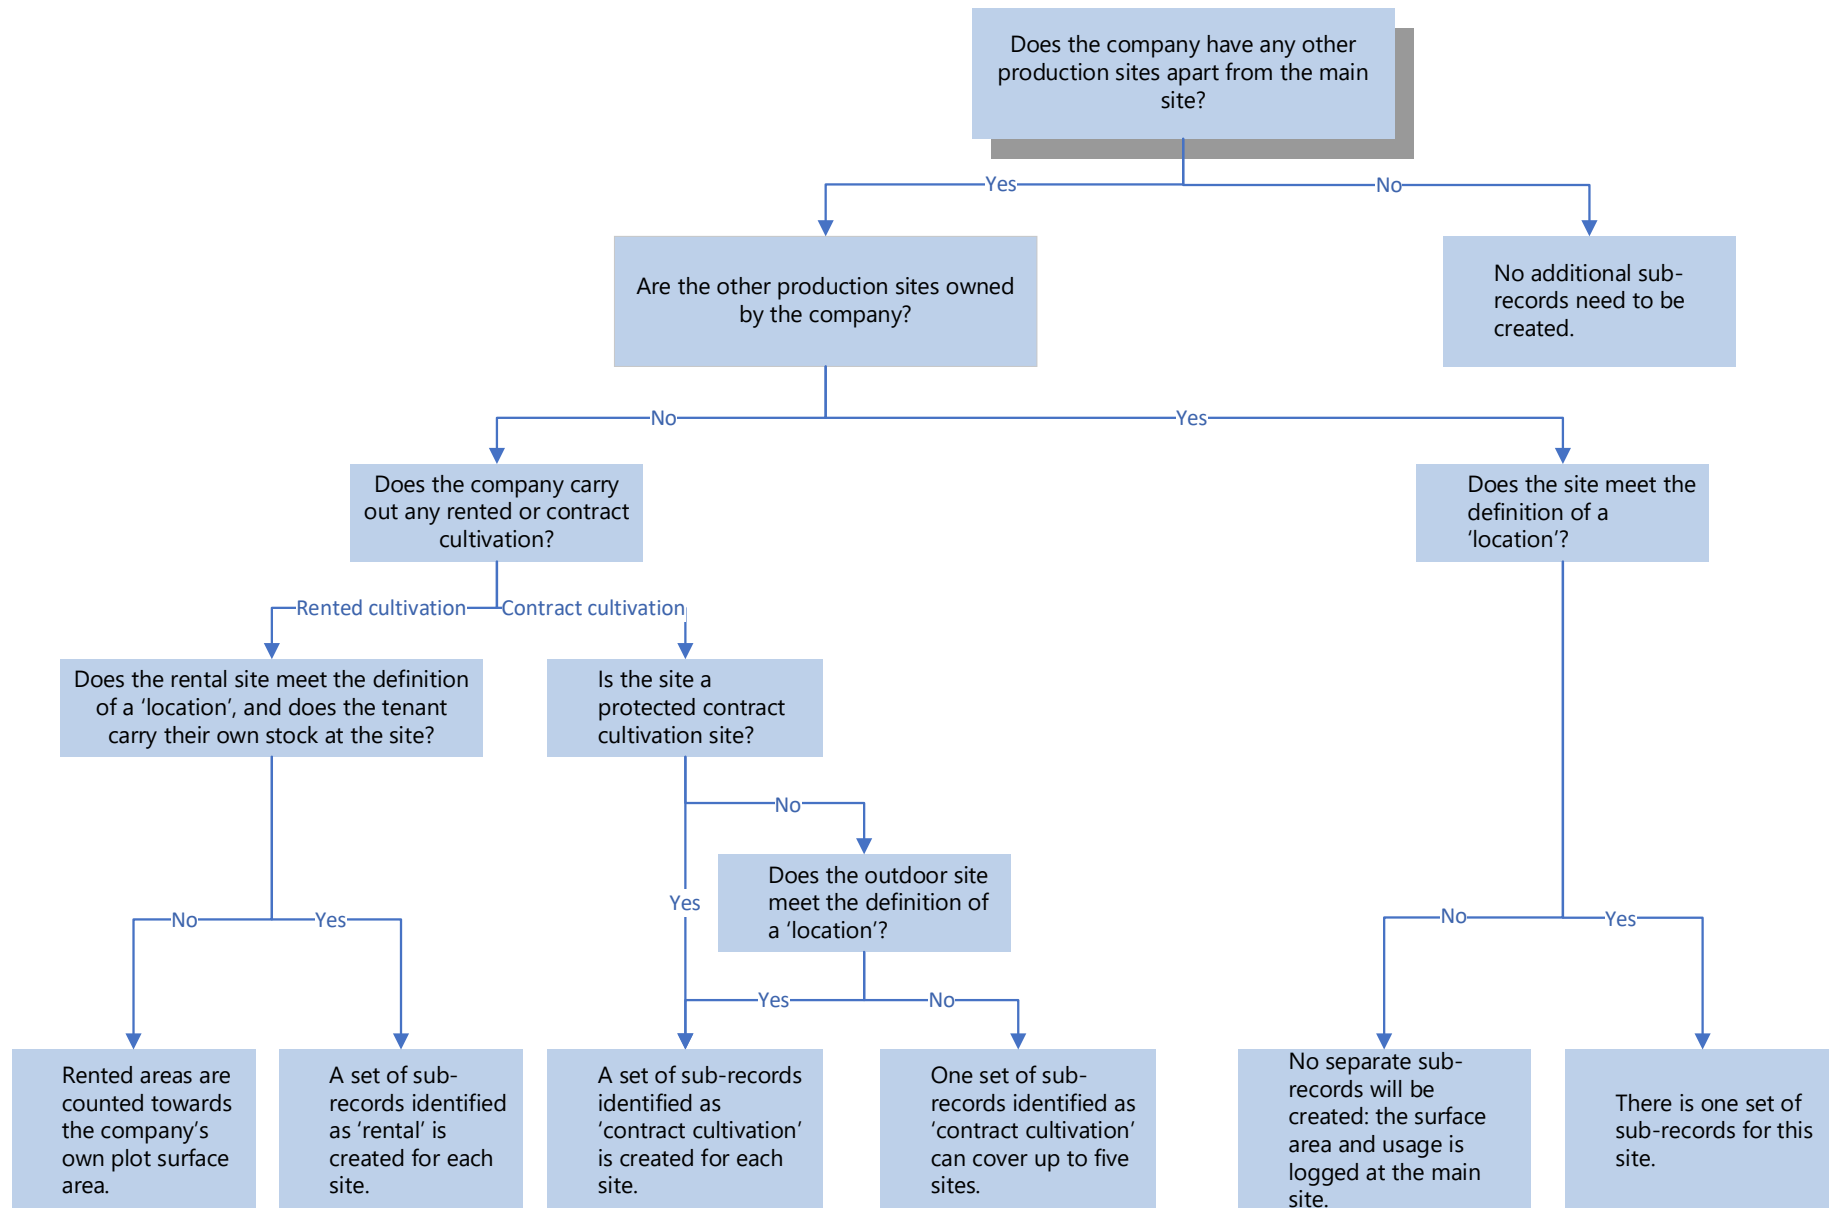 Does the company have any other
production sites apart from the main
site?
Yes
No
Are the other production sites owned
by the company?
No additional sub-
records need to be
created.
No
Yes
Does the company carry
out any rented or contract
cultivation?
Does the site meet the
definition of a
‘location’?
Rented cultivation
Contract cultivation
Does the rental site meet the definition
of a ‘location’, and does the tenant
carry their own stock at the site?
Is the site a
protected contract
cultivation site?
No
Does the outdoor site
meet the definition of
a ‘location’?
Yes
No
Yes
No
Yes
Yes
No
Rented areas are
counted towards
the company’s
own plot surface
area.
A set of sub-
records identified
as ‘rental’ is
created for each
site.
A set of sub-records
identified as
‘contract cultivation’
is created for each
site.
One set of sub-
records identified as
‘contract cultivation’
can cover up to five
sites.
No separate sub-
records will be
created: the surface
area and usage is
logged at the main
site.
There is one set of
sub-records for this
site.